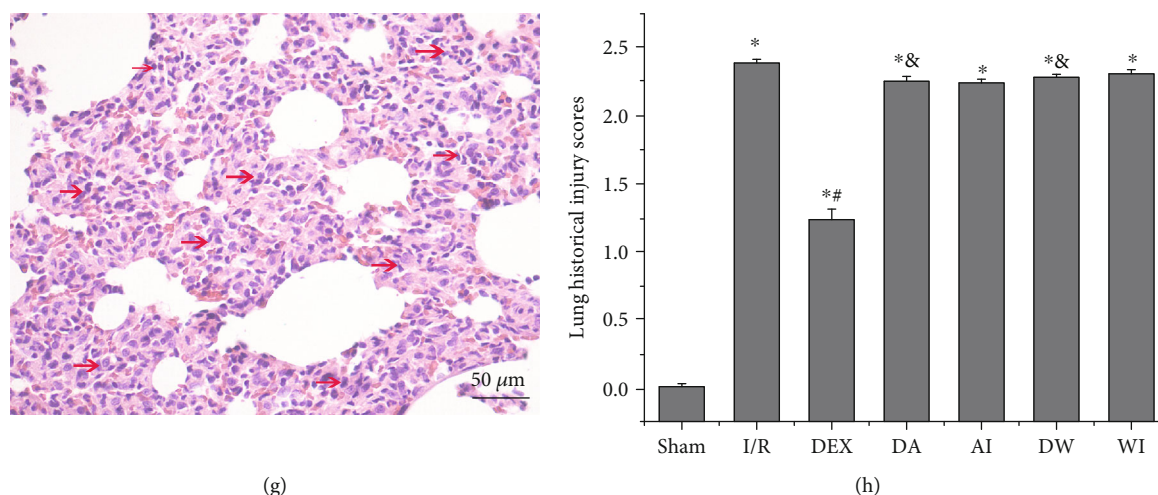 50 μm
(g)
Lung historical injury scores
2.5
2.0
1.5
1.0
0.5
0.0
*
*#
*&
*
*&
*
Sham I/R DEX DA AI DW WI
(h)